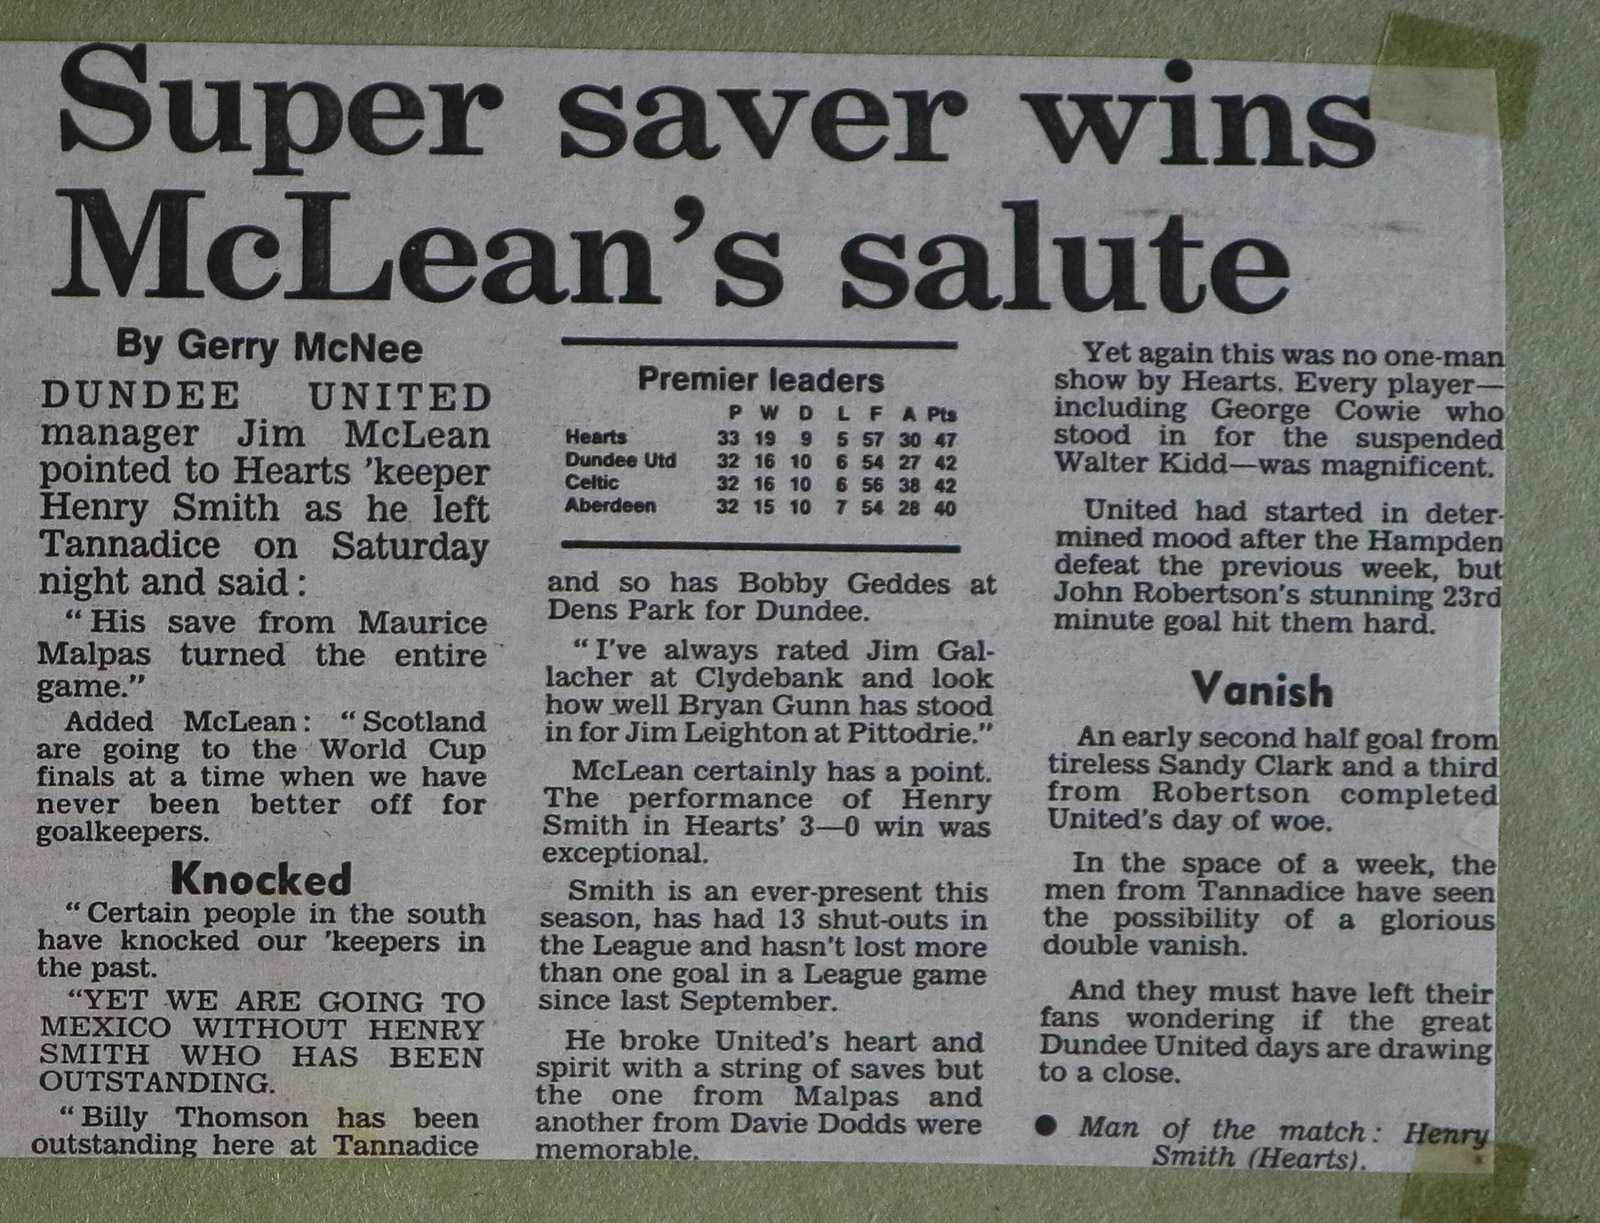 Super saver wins
McLean's salute
By Gerry McNee
DUNDEE UNITED
manager Jim McLean
pointed to Hearts 'keeper
Henry Smith as he left
Tannadice on Saturday
night and said:
"His save from Maurice
Malpas turned the entire
game."
Added McLean: "Scotland
are going to the World Cup
finals at a time when we have
never been better off for
goalkeepers.
Knocked
"Certain people in the south
have knocked our 'keepers in
the past.
"YET WE ARE GOING TO
MEXICO WITHOUT HENRY
SMITH WHO HAS BEEN
OUTSTANDING.
"Billy Thomson has been
outstanding here at Tannadice
Premier leaders
P W D L F A Pts
Hearts 33 19 9 5 57 30 47
Dundee Utd 32 16 10 6 54 27 42
Celtic 32 16 10 6 56 38 42
Aberdeen 32 15 10 7 54 28 40
and so has Bobby Geddes at
Dens Park for Dundee.
"I've always rated Jim Gal-
lacher at Clydebank and look
how well Bryan Gunn has stood
in for Jim Leighton at Pittodrie."
McLean certainly has a point.
The performance of Henry
Smith in Hearts' 3—0 win was
exceptional.
Smith is an ever-present this
season, has had 13 shut-outs in
the League and hasn't lost more
than one goal in a League game
since last September.
He broke United's heart and
spirit with a string of saves but
the one from Malpas and
another from Davie Dodds were
memorable.
Yet again this was no one-man
show by Hearts. Every player—
including George Cowie who
stood in for the suspended
Walter Kidd—was magnificent.
United had started in deter-
mined mood after the Hampden
defeat the previous week, but
John Robertson's stunning 23rd
minute goal hit them hard.
Vanish
An early second half goal from
tireless Sandy Clark and a third
from Robertson completed
United's day of woe.
In the space of a week, the
men from Tannadice have seen
the possibility of a glorious
double vanish.
And they must have left their
fans wondering if the great
Dundee United days are drawing
to a close.
● Man of the match: Henry
Smith (Hearts).